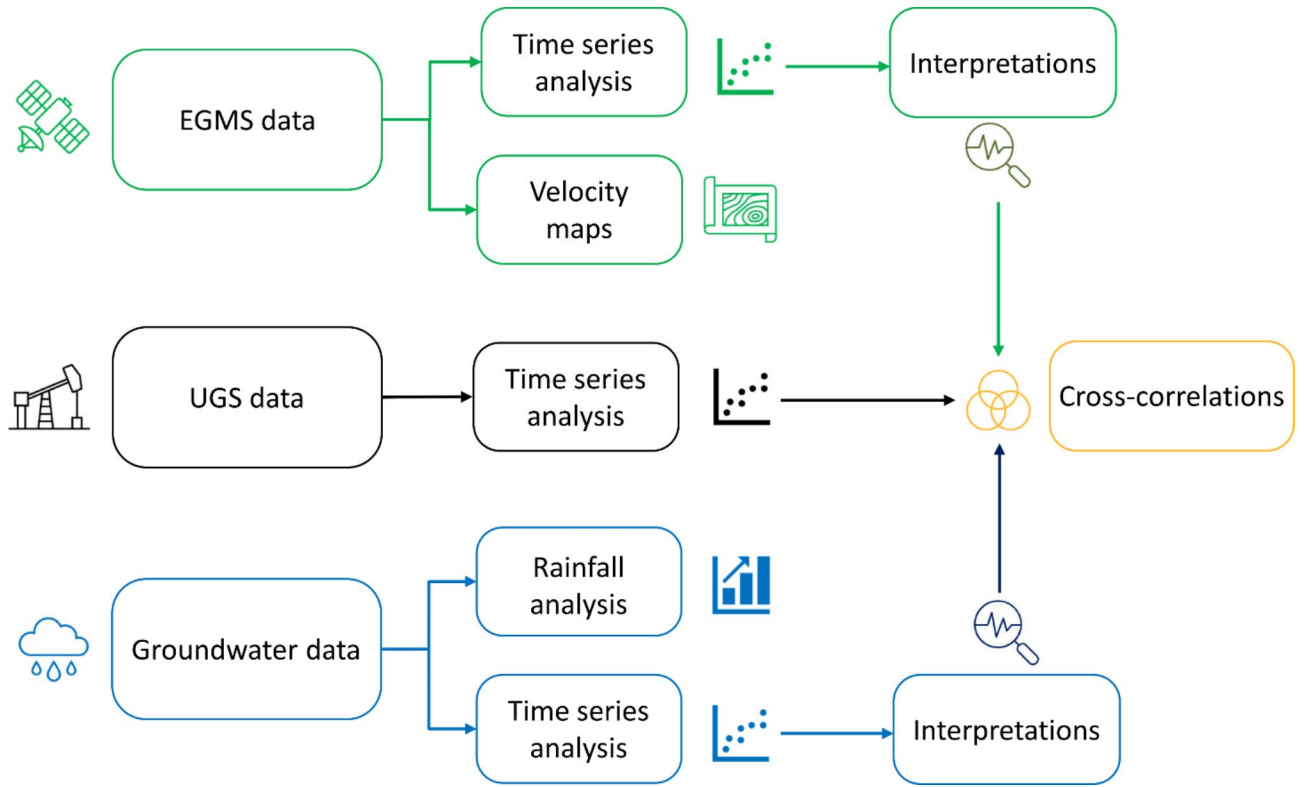 Time series
analysis
Interpretations
EGMS data
Velocity
maps
UGS data
Time series
analysis
Cross-correlations
Rainfall
analysis
Groundwater data
Time series
analysis
Interpretations